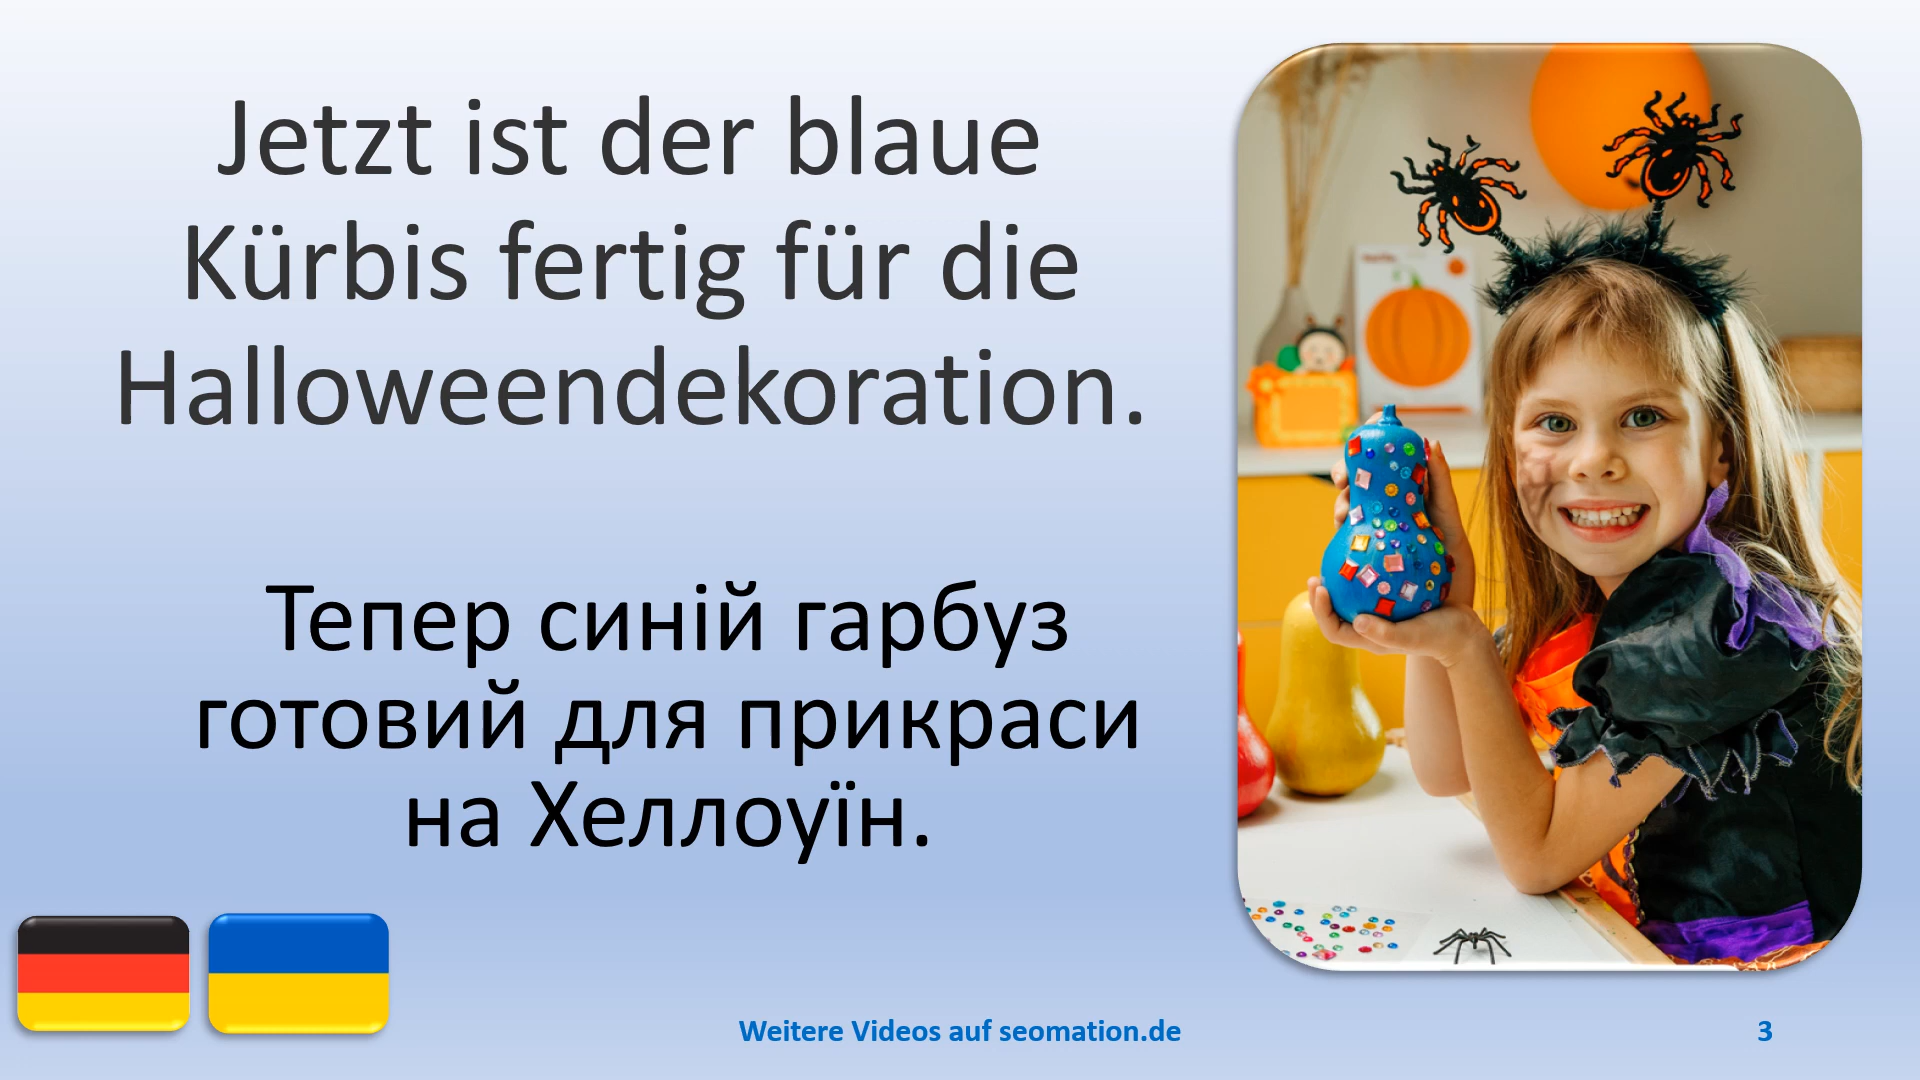 Jetzt ist der blaue
Kürbis fertig für die
Halloweendekoration.
Тепер синій гарбуз
готовий для прикраси
на Хеллоуїн.
Weitere Videos auf seomation.de
3